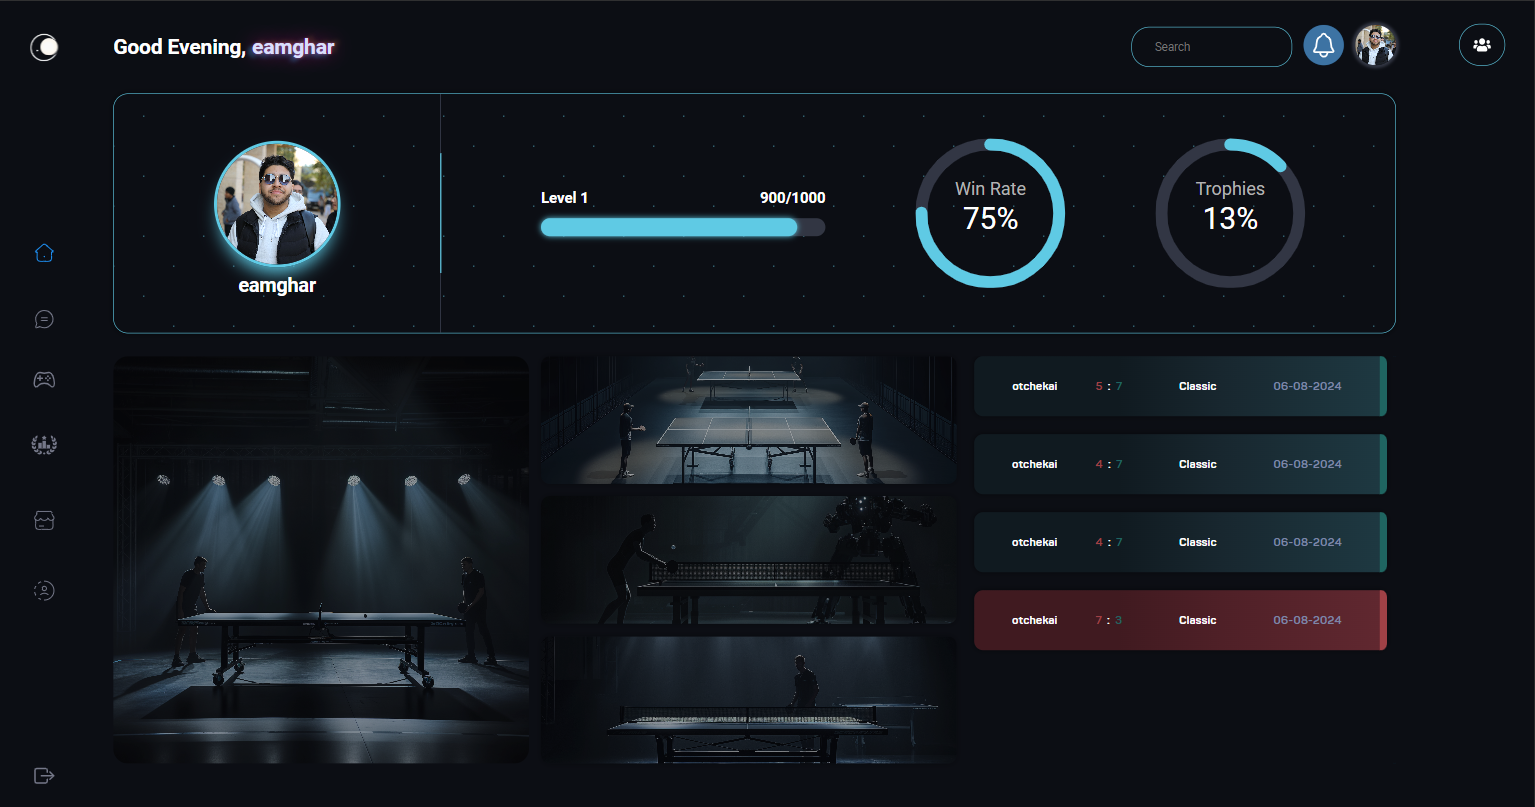 Good Evening, eamghar
Search
eamghar
Level 1
900/1000
Win Rate
75%
Trophies
13%
otchekai 5 : 7 Classic 06-08-2024
otchekai 4 : 7 Classic 06-08-2024
otchekai 4 : 7 Classic 06-08-2024
otchekai 7 : 3 Classic 06-08-2024